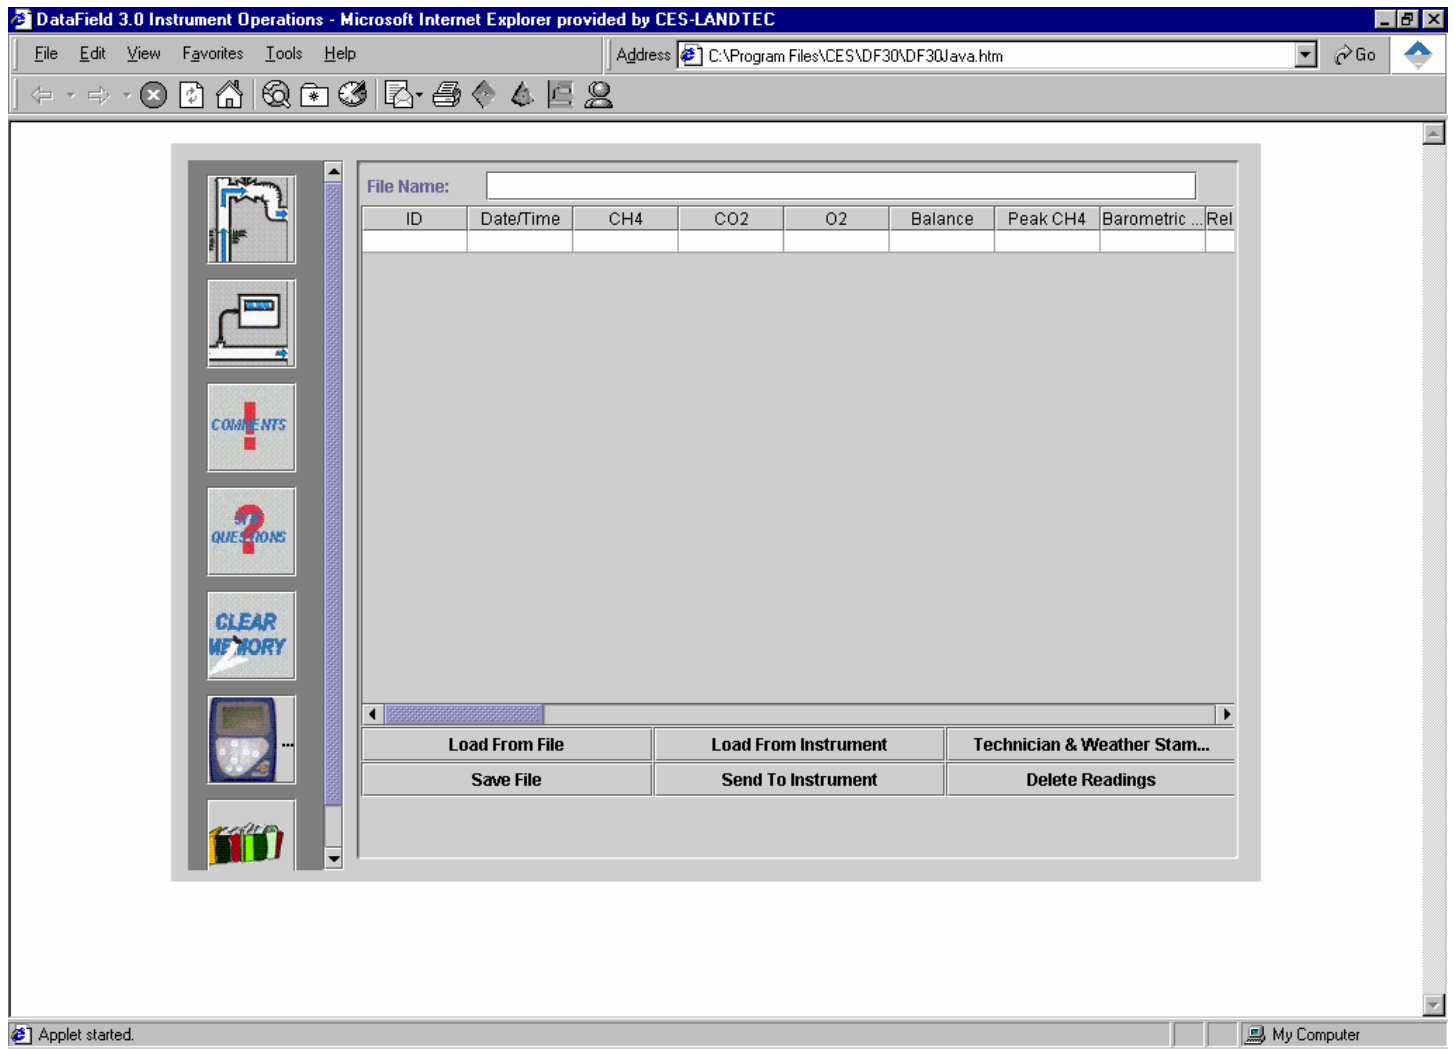 DataField 3.0 Instrument Operations - Microsoft Internet Explorer provided by CES-LANDTEC
File Edit View Favorites Tools Help Address C:\Program Files\CES\DF30\DF30Java.htm Go
File Name:
ID Date/Time CH4 CO2 O2 Balance Peak CH4 Barometric ... Rel
COMMENTS
QUESTIONS
CLEAR
MEMORY
...
Load From File Load From Instrument Technician & Weather Stam...
Save File Send To Instrument Delete Readings
Applet started. My Computer